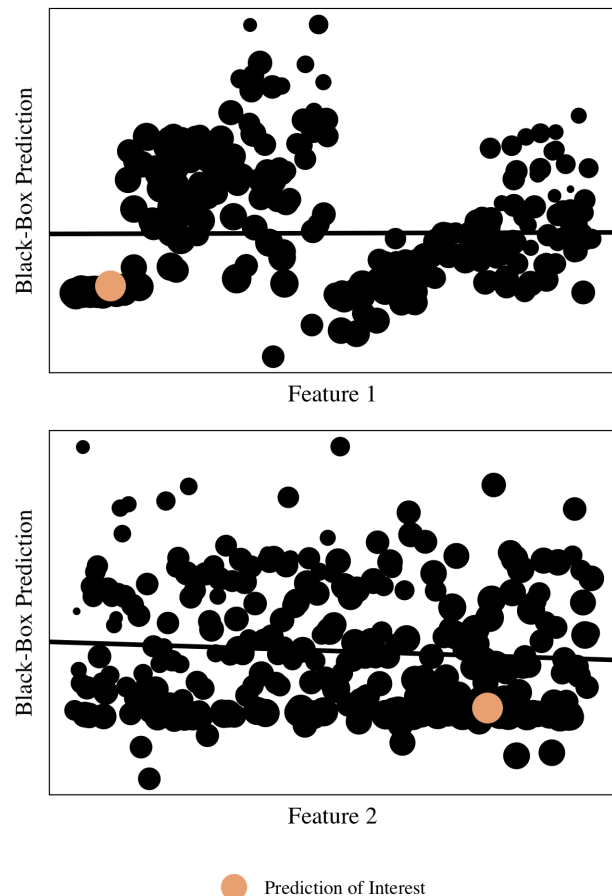 Black-Box Prediction
Feature 1
Black-Box Prediction
Feature 2
Prediction of Interest